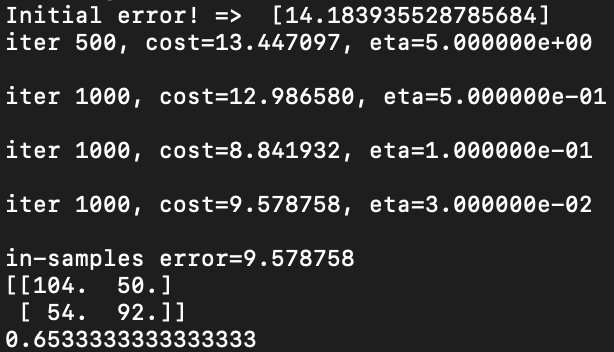 Initial error! =>  [14.183935528785684]
iter 500, cost=13.447097, eta=5.000000e+00
iter 1000, cost=12.986580, eta=5.000000e-01
iter 1000, cost=8.841932, eta=1.000000e-01
iter 1000, cost=9.578758, eta=3.000000e-02
in-samples error=9.578758
[[104.  50.]
 [ 54.  92.]]
0.6533333333333333